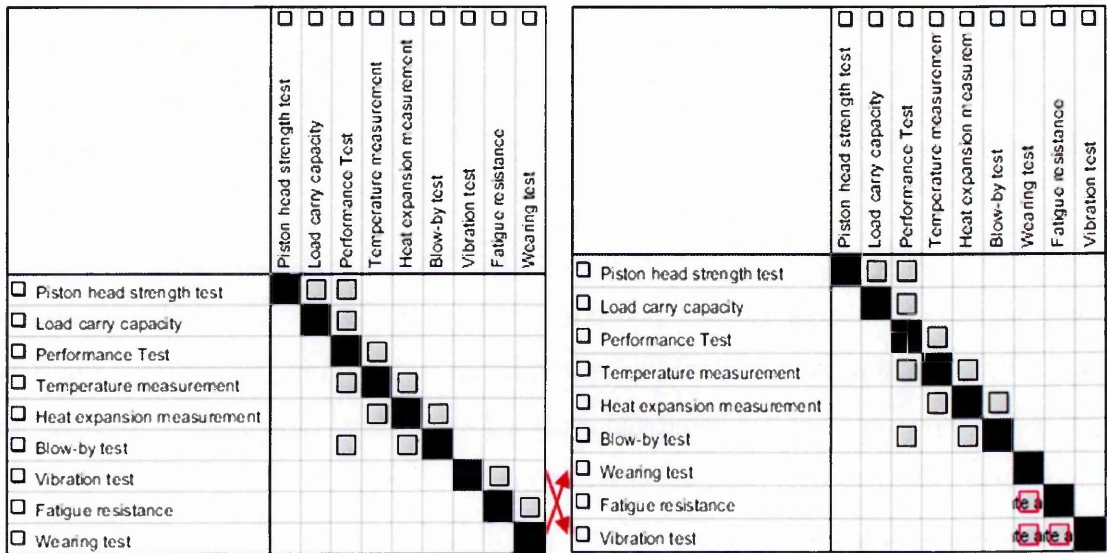 Piston head strength test
Load carry capacity
Performance Test
Temperature measurement
Heat expansion measurement
Blow-by test
Vibration test
Fatigue resistance
Wearing test
Piston head strength test
Load carry capacity
Performance Test
Temperature measurement
Heat expansion measurement
Blow-by test
Vibration test
Fatigue resistance
Wearing test
Piston head strength test
Load carry capacity
Performance Test
Temperature measuremen
Heat expansion measurem
Blow-by test
Wearing test
Fatigue resistance
Vibration test
Piston head strength test
Load carry capacity
Performance Test
Temperature measurement
Heat expansion measurement
Blow-by test
Wearing test
Fatigue resistance
Vibration test